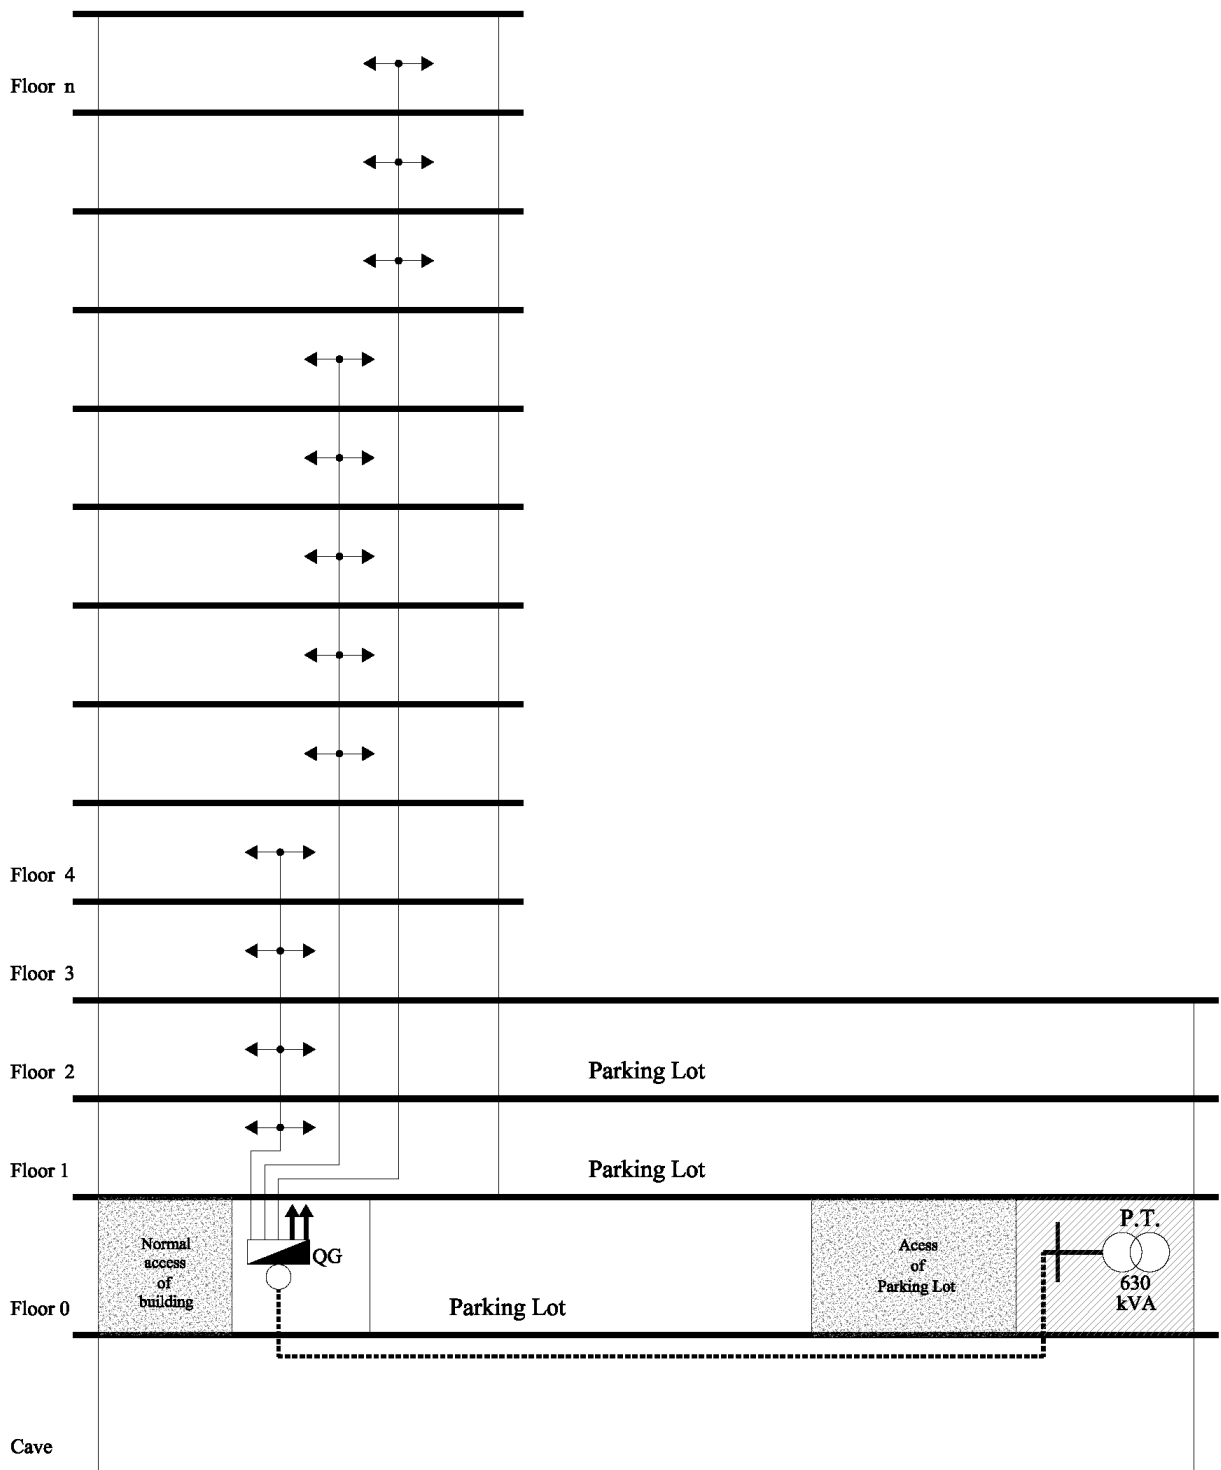 Floor n
Floor 4
Floor 3
Floor 2
Parking Lot
Floor 1
Parking Lot
Normal
access
of
building
QG
Parking Lot
Acess
of
Parking Lot
P.T.
630
kVA
Floor 0
Cave